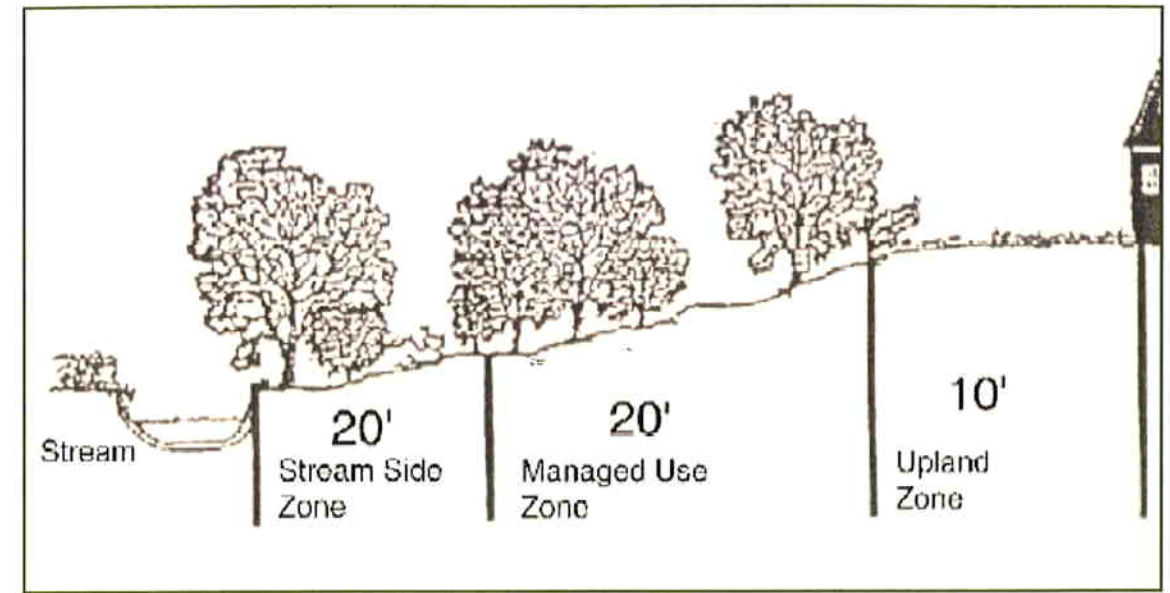 Stream
20'
Stream Side
Zone
20'
Managed Use
Zone
10'
Upland
Zone